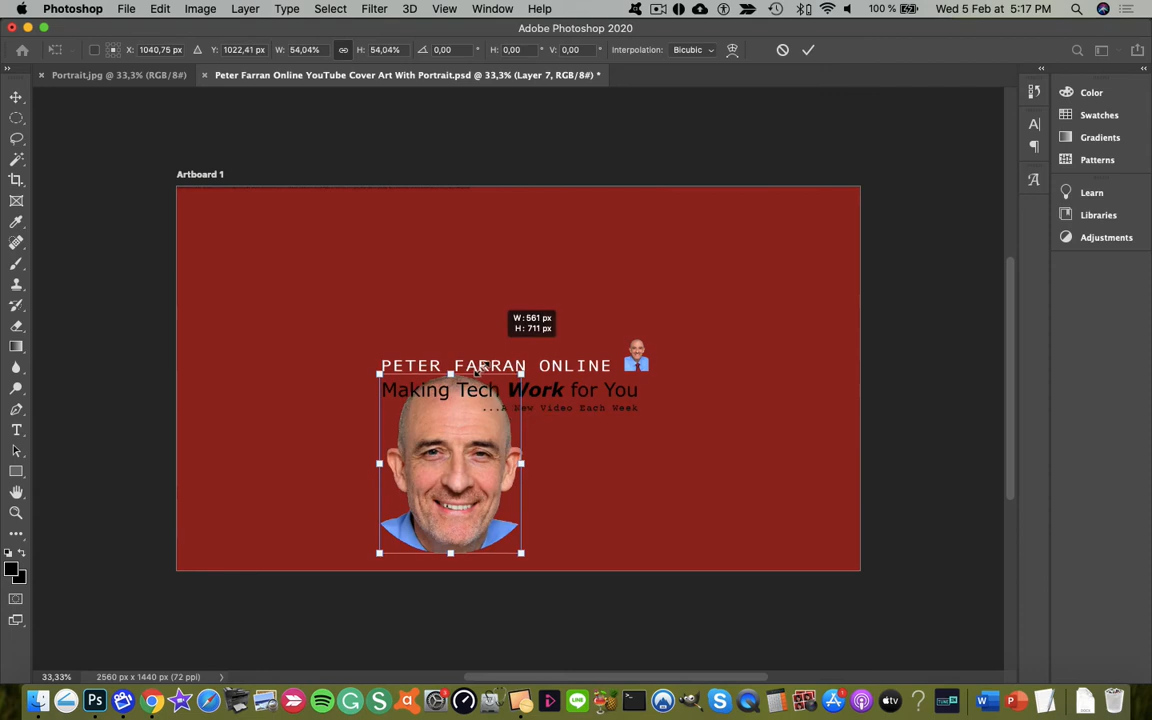 Photoshop File Edit Image Layer Type Select Filter 3D View Window Help 100 % Wed 5 Feb at 5:17 PM
Adobe Photoshop 2020
X: 1040,75 px Y: 1022,41 px W: 54,04% H: 54,04% 0,00 ° H: 0,00 ° V: 0,00 ° Interpolation: Bicubic
Portrait.jpg @ 33,3% (RGB/8#) Peter Farran Online YouTube Cover Art With Portrait.psd @ 33,3% (Layer 7, RGB/8#) *
Color
Swatches
Gradients
Patterns
Learn
Libraries
Adjustments
Artboard 1
W: 561 px
H: 711 px
PETER FARRAN ONLINE
Making Tech Work for You
...A New Video Each Week
33,33% 2560 px x 1440 px (72 ppi)